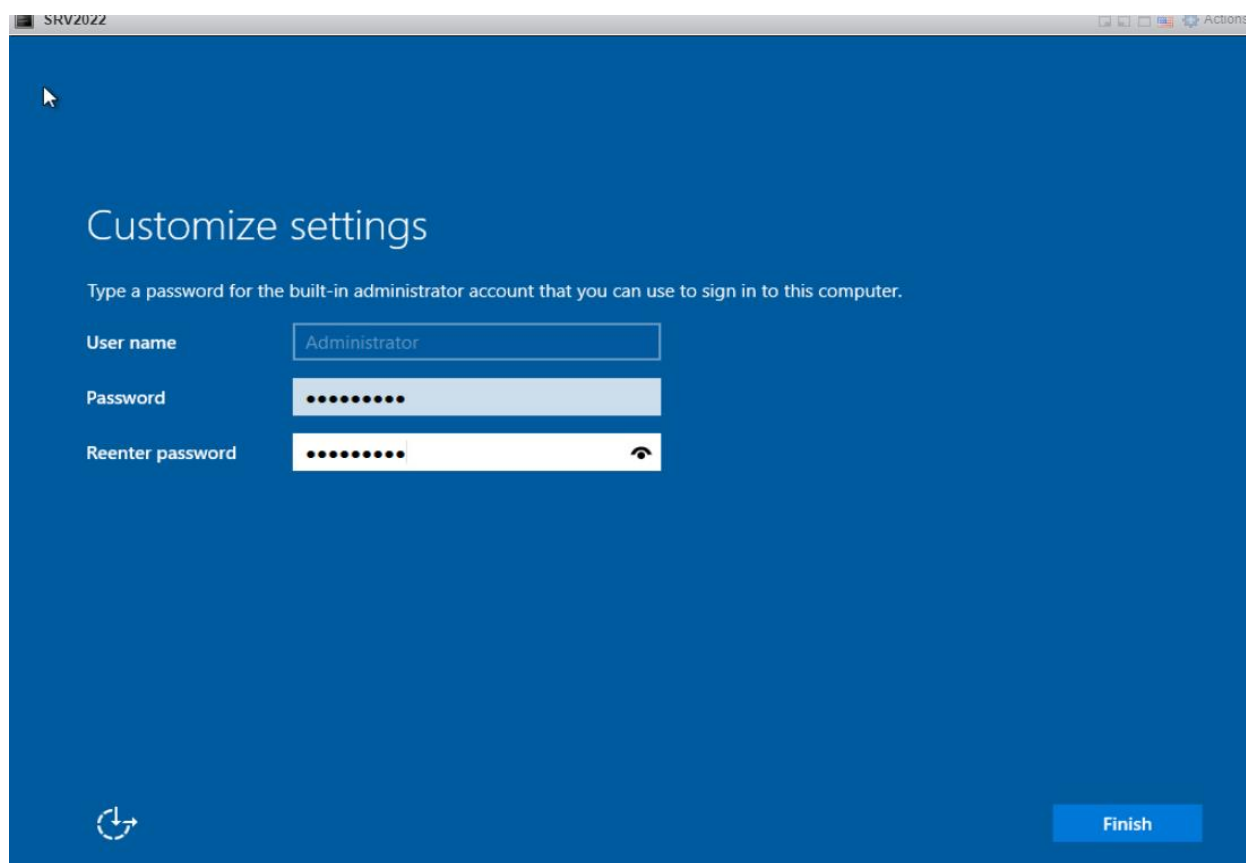 SRV2022
Actions
Customize settings
Type a password for the built-in administrator account that you can use to sign in to this computer.
User name
Administrator
Password
•••••••••
Reenter password
•••••••••
Finish